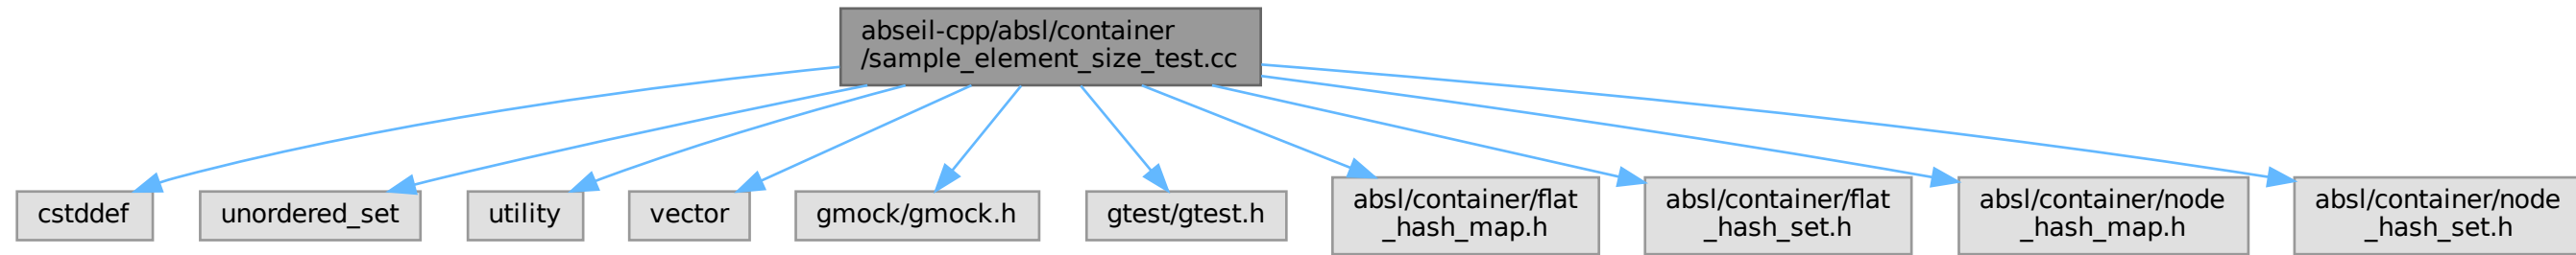 abseil-cpp/absl/container
/sample_element_size_test.cc
cstddef
unordered_set
utility
vector
gmock/gmock.h
gtest/gtest.h
absl/container/flat
_hash_map.h
absl/container/flat
_hash_set.h
absl/container/node
_hash_map.h
absl/container/node
_hash_set.h